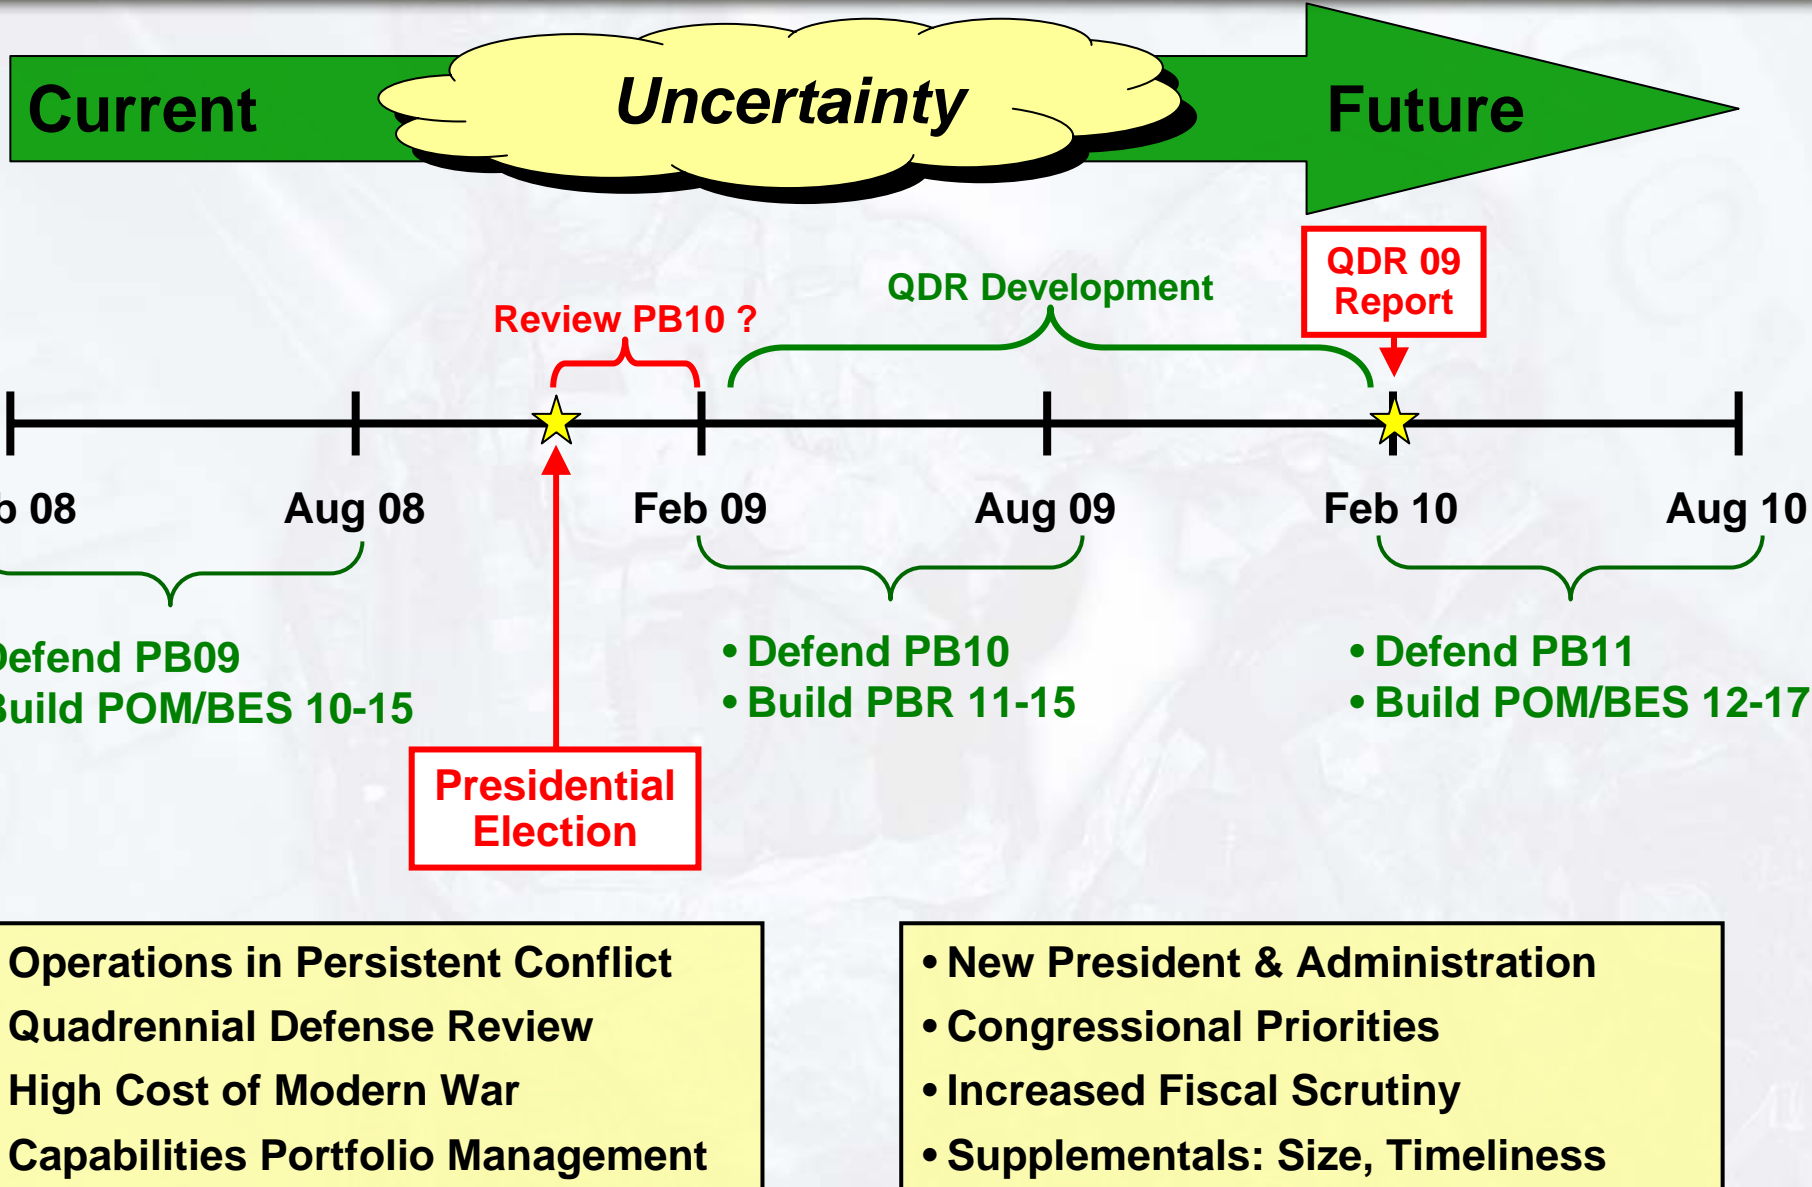 Current
Uncertainty
Future
QDR 09
Report
QDR Development
Review PB10 ?
b 08
Aug 08
Feb 09
Aug 09
Feb 10
Aug 10
Defend PB09
Build POM/BES 10-15
• Defend PB10
• Build PBR 11-15
• Defend PB11
• Build POM/BES 12-17
Presidential
Election
Operations in Persistent Conflict
Quadrennial Defense Review
High Cost of Modern War
Capabilities Portfolio Management
• New President & Administration
• Congressional Priorities
• Increased Fiscal Scrutiny
• Supplementals: Size, Timeliness